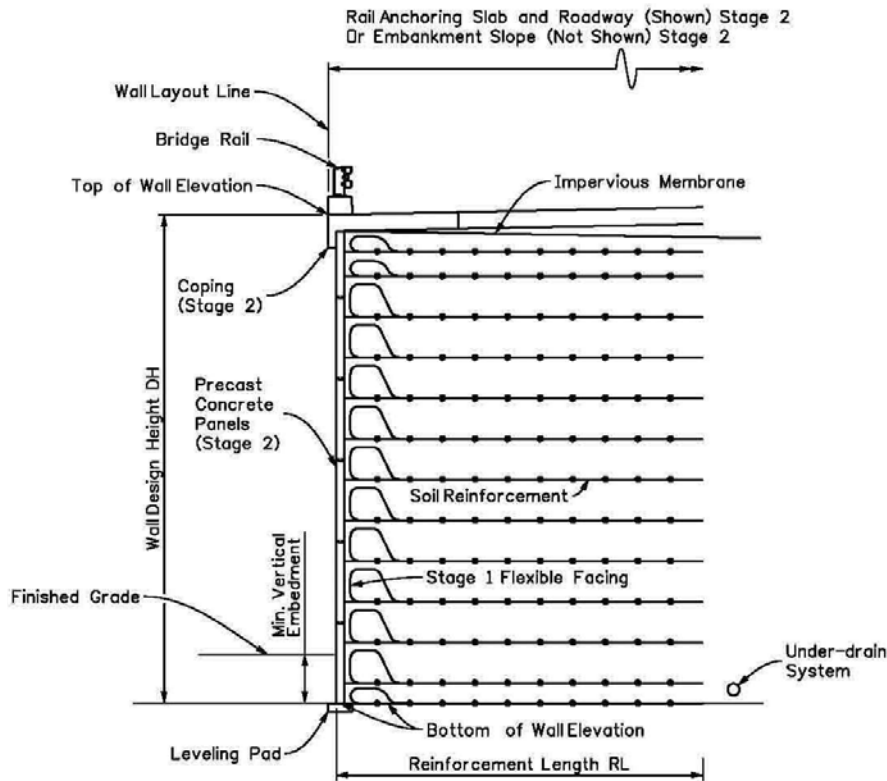 Rail Anchoring Slab and Roadway (Shown) Stage 2
Or Embankment Slope (Not Shown) Stage 2
Wall Layout Line
Bridge Rail
Top of Wall Elevation
Impervious Membrane
Coping
(Stage 2)
Wall Design Height DH
Precast
Concrete
Panels
(Stage 2)
Soil Reinforcement
Min. Vertical
Embedment
Stage 1 Flexible Facing
Finished Grade
Under-drain
System
Bottom of Wall Elevation
Leveling Pad
Reinforcement Length RL